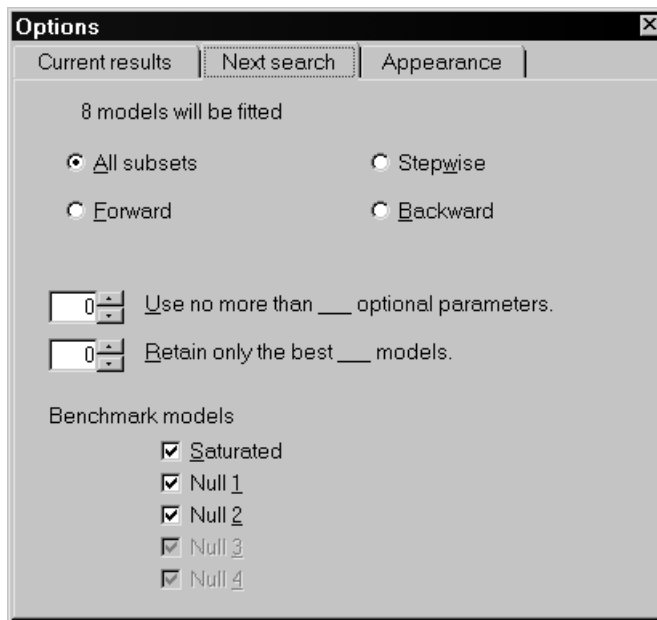 Options
Current results Next search Appearance
8 models will be fitted
All subsets Stepwise
Forward Backward
0 Use no more than ___ optional parameters.
0 Retain only the best ___ models.
Benchmark models
Saturated
Null 1
Null 2
Null 3
Null 4